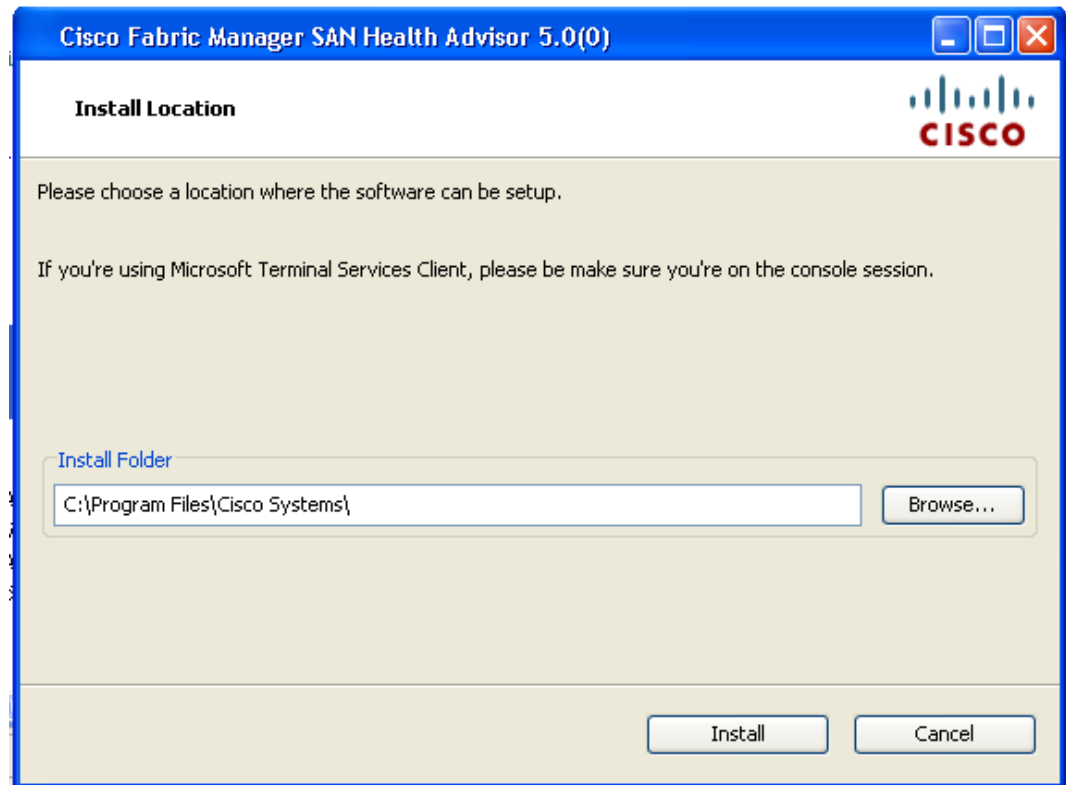 Cisco Fabric Manager SAN Health Advisor 5.0(0)
Install Location
CISCO
Please choose a location where the software can be setup.
If you're using Microsoft Terminal Services Client, please be make sure you're on the console session.
Install Folder
C:\Program Files\Cisco Systems\
Browse...
Install
Cancel